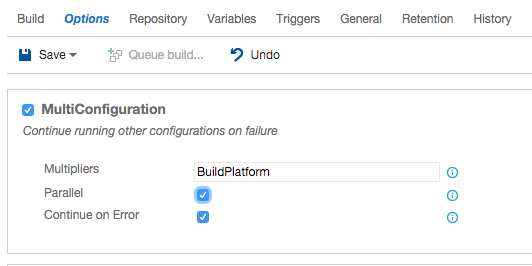 Build Options Repository Variables Triggers General Retention History
Save Queue build... Undo
MultiConfiguration
Continue running other configurations on failure
Multipliers BuildPlatform
Parallel
Continue on Error